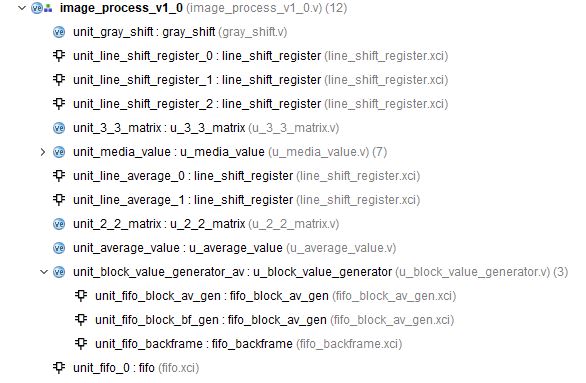 image_process_v1_0 (image_process_v1_0.v) (12)
unit_gray_shift : gray_shift (gray_shift.v)
unit_line_shift_register_0 : line_shift_register (line_shift_register.xci)
unit_line_shift_register_1 : line_shift_register (line_shift_register.xci)
unit_line_shift_register_2 : line_shift_register (line_shift_register.xci)
unit_3_3_matrix : u_3_3_matrix (u_3_3_matrix.v)
unit_media_value : u_media_value (u_media_value.v) (7)
unit_line_average_0 : line_shift_register (line_shift_register.xci)
unit_line_average_1 : line_shift_register (line_shift_register.xci)
unit_2_2_matrix : u_2_2_matrix (u_2_2_matrix.v)
unit_average_value : u_average_value (u_average_value.v)
unit_block_value_generator_av : u_block_value_generator (u_block_value_generator.v) (3)
unit_fifo_block_av_gen : fifo_block_av_gen (fifo_block_av_gen.xci)
unit_fifo_block_bf_gen : fifo_block_av_gen (fifo_block_av_gen.xci)
unit_fifo_backframe : fifo_backframe (fifo_backframe.xci)
unit_fifo_0 : fifo (fifo.xci)